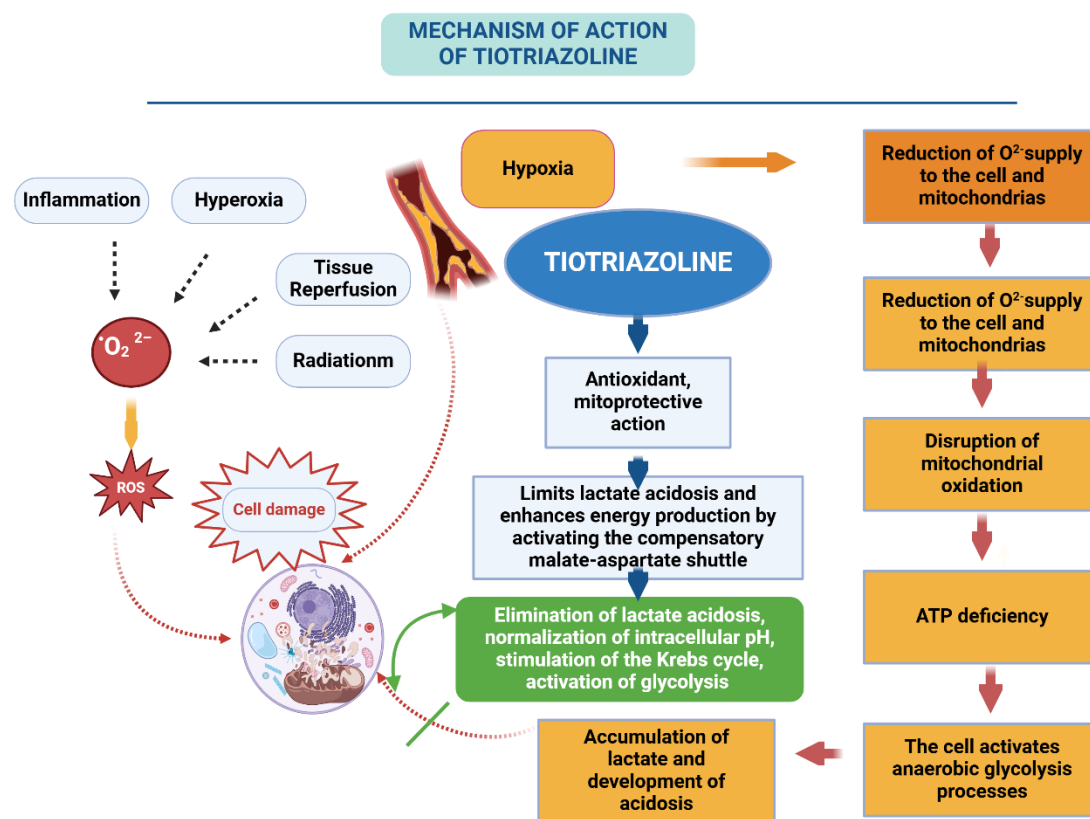 MECHANISM OF ACTION
OF TIOTRIAZOLINE
Inflammation
Hyperoxia
Tissue
Reperfusion
Radiationm
•O₂ ²⁻
ROS
Cell damage
Hypoxia
TIOTRIAZOLINE
Antioxidant,
mitoprotective
action
Limits lactate acidosis and
enhances energy production by
activating the compensatory
malate-aspartate shuttle
Elimination of lactate acidosis,
normalization of intracellular pH,
stimulation of the Krebs cycle,
activation of glycolysis
Reduction of O²⁻supply
to the cell and
mitochondrias
Reduction of O²⁻supply
to the cell and
mitochondrias
Disruption of
mitochondrial
oxidation
ATP deficiency
The cell activates
anaerobic glycolysis
processes
Accumulation of
lactate and
development of
acidosis